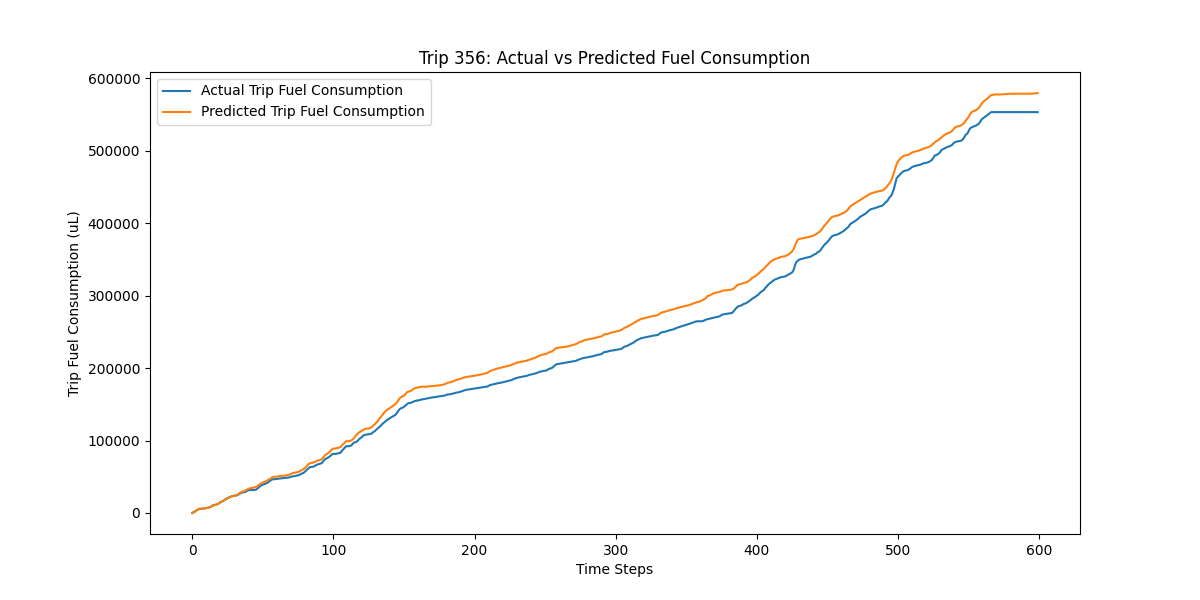 Trip 356: Actual vs Predicted Fuel Consumption
Actual Trip Fuel Consumption
Predicted Trip Fuel Consumption
Trip Fuel Consumption (uL)
600000
500000
400000
300000
200000
100000
0
0 100 200 300 400 500 600
Time Steps